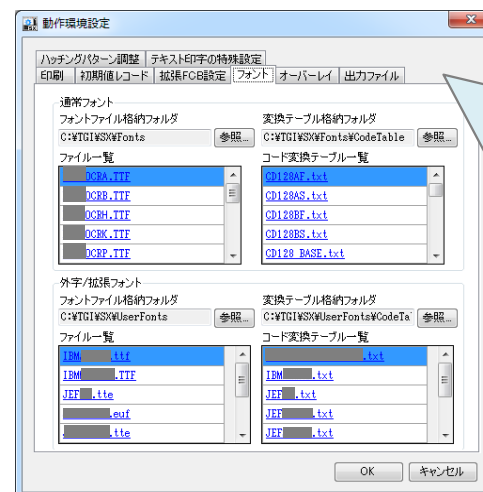 動作環境設定
ハッチングパターン調整 テキスト印字の特殊設定
印刷 初期値レコード 拡張FCB設定 フォント オーバーレイ 出力ファイル
通常フォント
フォントファイル格納フォルダ 変換テーブル格納フォルダ
C:¥TGI¥SX¥Fonts 参照... C:¥TGI¥SX¥Fonts¥CodeTable 参照...
ファイル一覧 コード変換テーブル一覧
OCRA.TTF CD128AF.txt
OCRB.TTF CD128AS.txt
OCRH.TTF CD128BF.txt
OCRK.TTF CD128BS.txt
OCRP.TTF CD128 BASE.txt
外字/拡張フォント
フォントファイル格納フォルダ 変換テーブル格納フォルダ
C:¥TGI¥SX¥UserFonts 参照... C:¥TGI¥SX¥UserFonts¥CodeTa 参照...
ファイル一覧 コード変換テーブル一覧
IBM .ttf .txt
IBM .TTF IBM .txt
JEF .tte JEF .txt
.euf JEF .txt
.tte JEF .txt
OK キャンセル